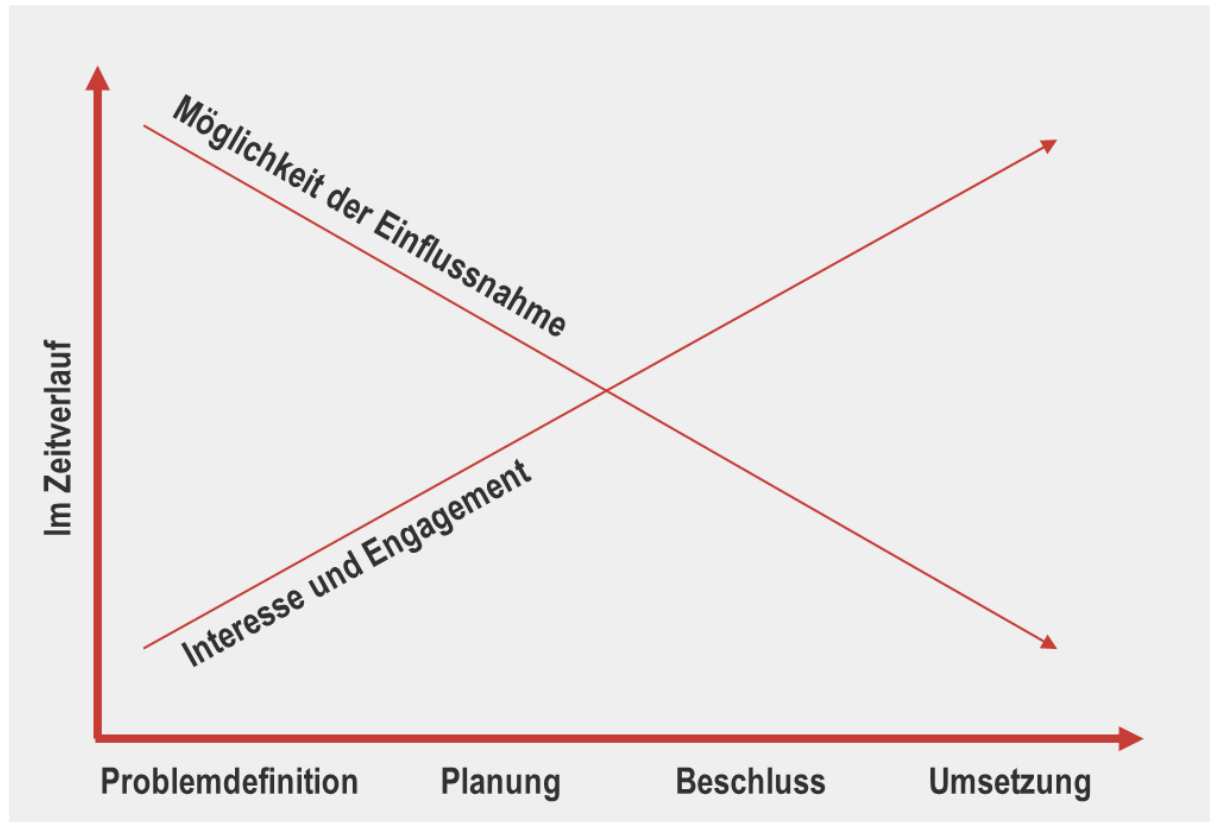 Möglichkeit der Einflussnahme
Im Zeitverlauf
Interesse und Engagement
Problemdefinition
Planung
Beschluss
Umsetzung